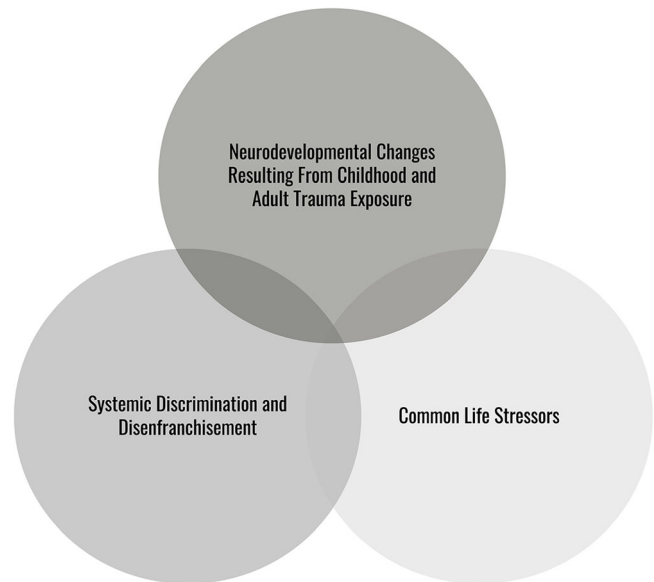 Neurodevelopmental Changes
Resulting From Childhood and
Adult Trauma Exposure
Systemic Discrimination and
Disenfranchisement
Common Life Stressors